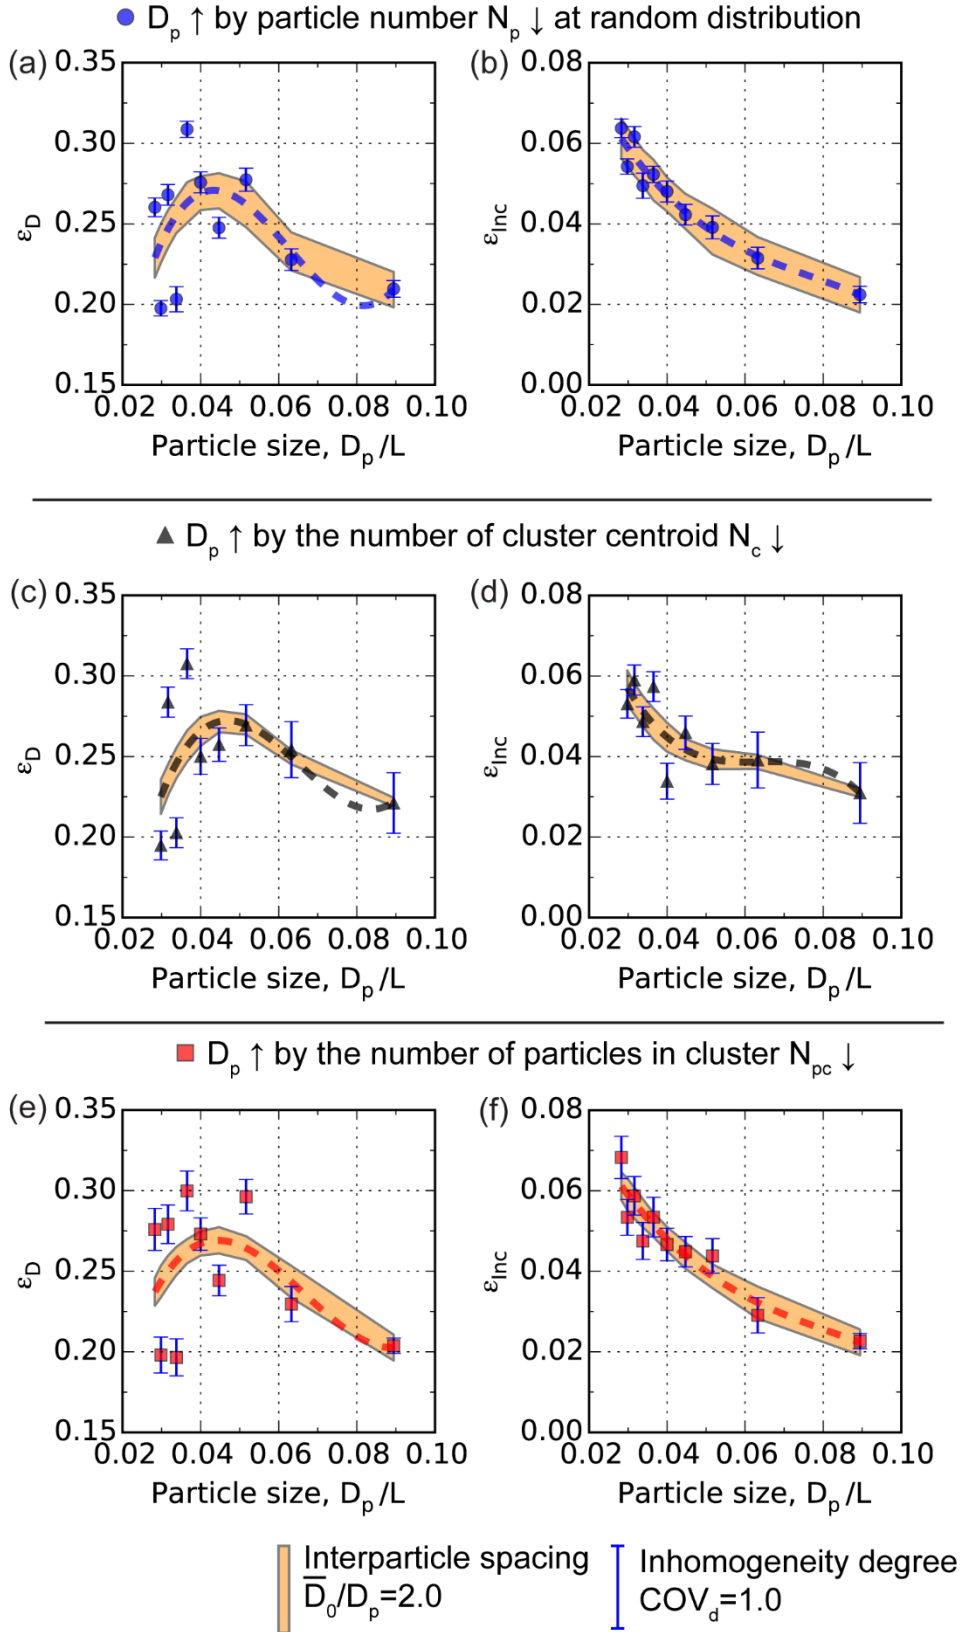 D_p ↑ by particle number N_p ↓ at random distribution
(a)
0.35
0.30
0.25
0.20
0.15
ε_D
0.02 0.04 0.06 0.08 0.10
Particle size, D_p/L
(b)
0.08
0.06
0.04
0.02
0.00
ε_Inc
0.02 0.04 0.06 0.08 0.10
Particle size, D_p/L
D_p ↑ by the number of cluster centroid N_c ↓
(c)
0.35
0.30
0.25
0.20
0.15
ε_D
0.02 0.04 0.06 0.08 0.10
Particle size, D_p/L
(d)
0.08
0.06
0.04
0.02
0.00
ε_Inc
0.02 0.04 0.06 0.08 0.10
Particle size, D_p/L
D_p ↑ by the number of particles in cluster N_pc ↓
(e)
0.35
0.30
0.25
0.20
0.15
ε_D
0.02 0.04 0.06 0.08 0.10
Particle size, D_p/L
(f)
0.08
0.06
0.04
0.02
0.00
ε_Inc
0.02 0.04 0.06 0.08 0.10
Particle size, D_p/L
Interparticle spacing
D̅_0/D_p=2.0
Inhomogeneity degree
COV_d=1.0